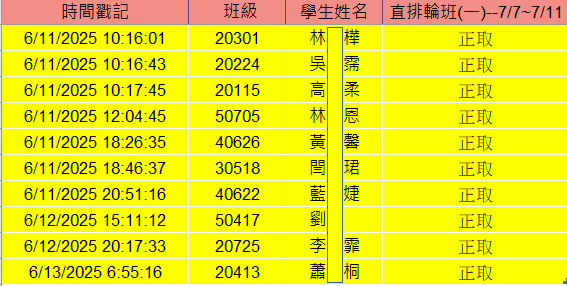 時間戳記 班級 學生姓名 直排輪班(一)--7/7~7/11
6/11/2025 10:16:01 20301 林 樺 正取
6/11/2025 10:16:43 20224 吳 霈 正取
6/11/2025 10:17:45 20115 高 柔 正取
6/11/2025 12:04:45 50705 林 恩 正取
6/11/2025 18:26:35 40626 黃 馨 正取
6/11/2025 18:46:37 30518 閆 珺 正取
6/11/2025 20:51:16 40622 藍 婕 正取
6/12/2025 15:11:12 50417 劉 正取
6/12/2025 20:17:33 20725 李 霏 正取
6/13/2025 6:55:16 20413 蕭 桐 正取